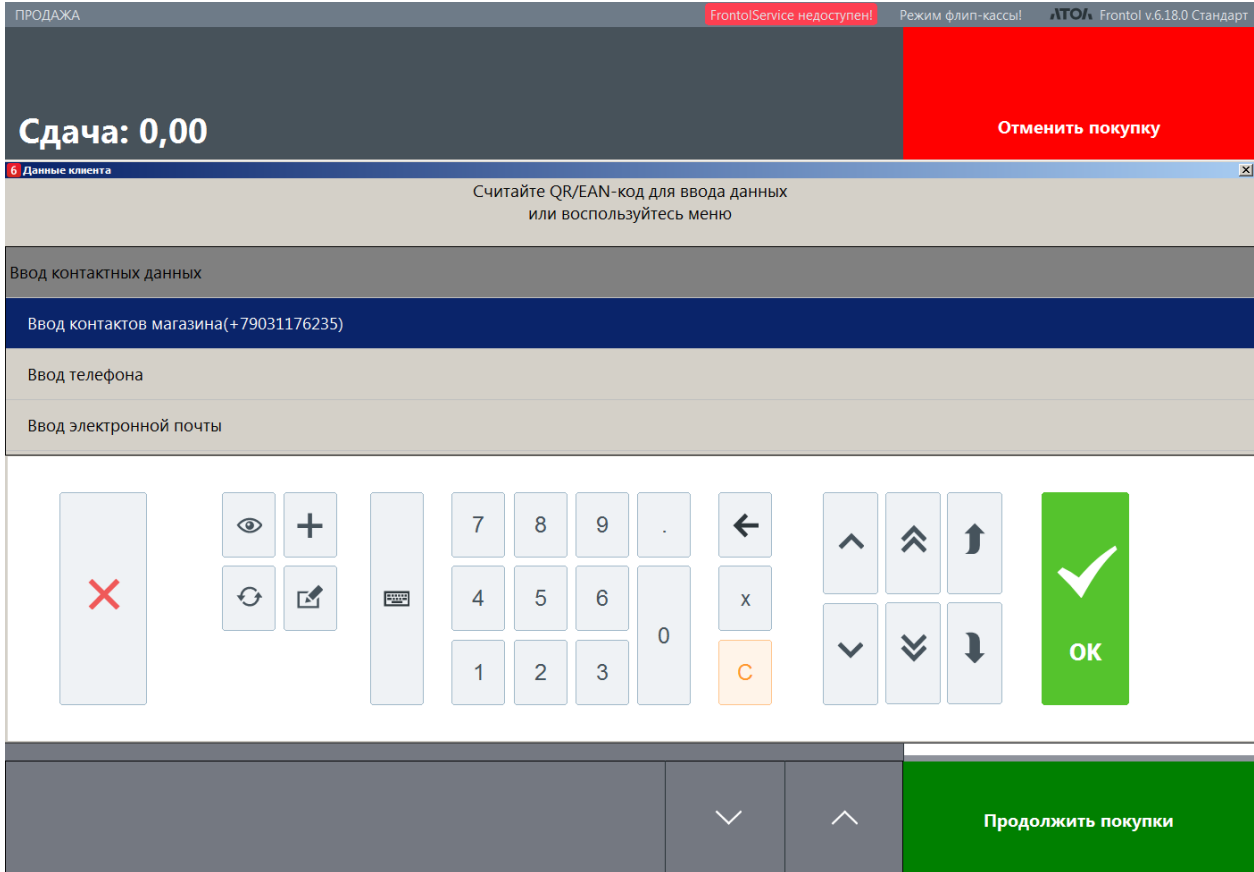 ПРОДАЖА
FrontolService недоступен!
Режим флип-кассы!
АТОЛ Frontol v.6.18.0 Стандарт
Сдача: 0,00
Отменить покупку
6 Данные клиента
Считайте QR/EAN-код для ввода данных
или воспользуйтесь меню
Ввод контактных данных
Ввод контактов магазина(+79031176235)
Ввод телефона
Ввод электронной почты
7 8 9 .
4 5 6 x
0
1 2 3 C
OK
Продолжить покупки